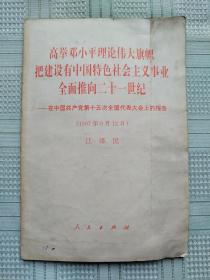 高举邓小平理论伟大旗帜，
把建设有中国特色社会主义事业
全面推向二十一世纪
——在中国共产党第十五次全国代表大会上的报告
(1997年9月12日)
江泽民
人民出版社